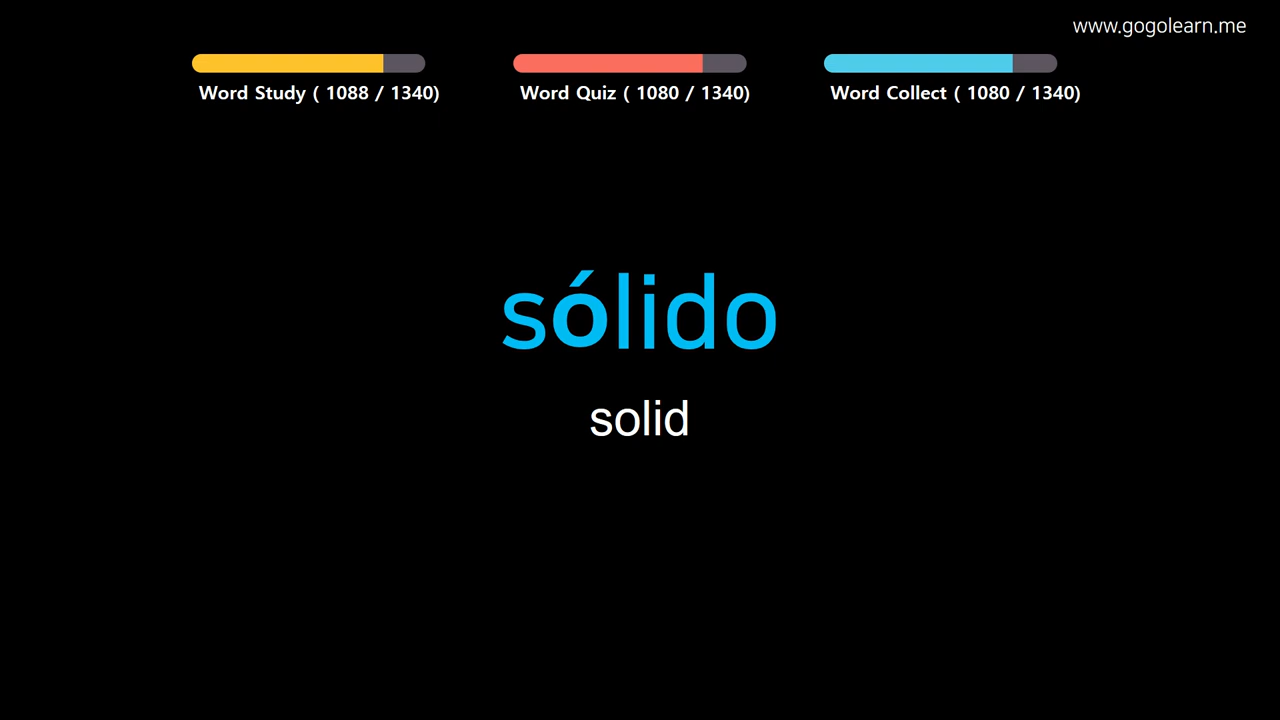 www.gogolearn.me
Word Study ( 1088 / 1340)
Word Quiz ( 1080 / 1340)
Word Collect ( 1080 / 1340)
sólido
solid